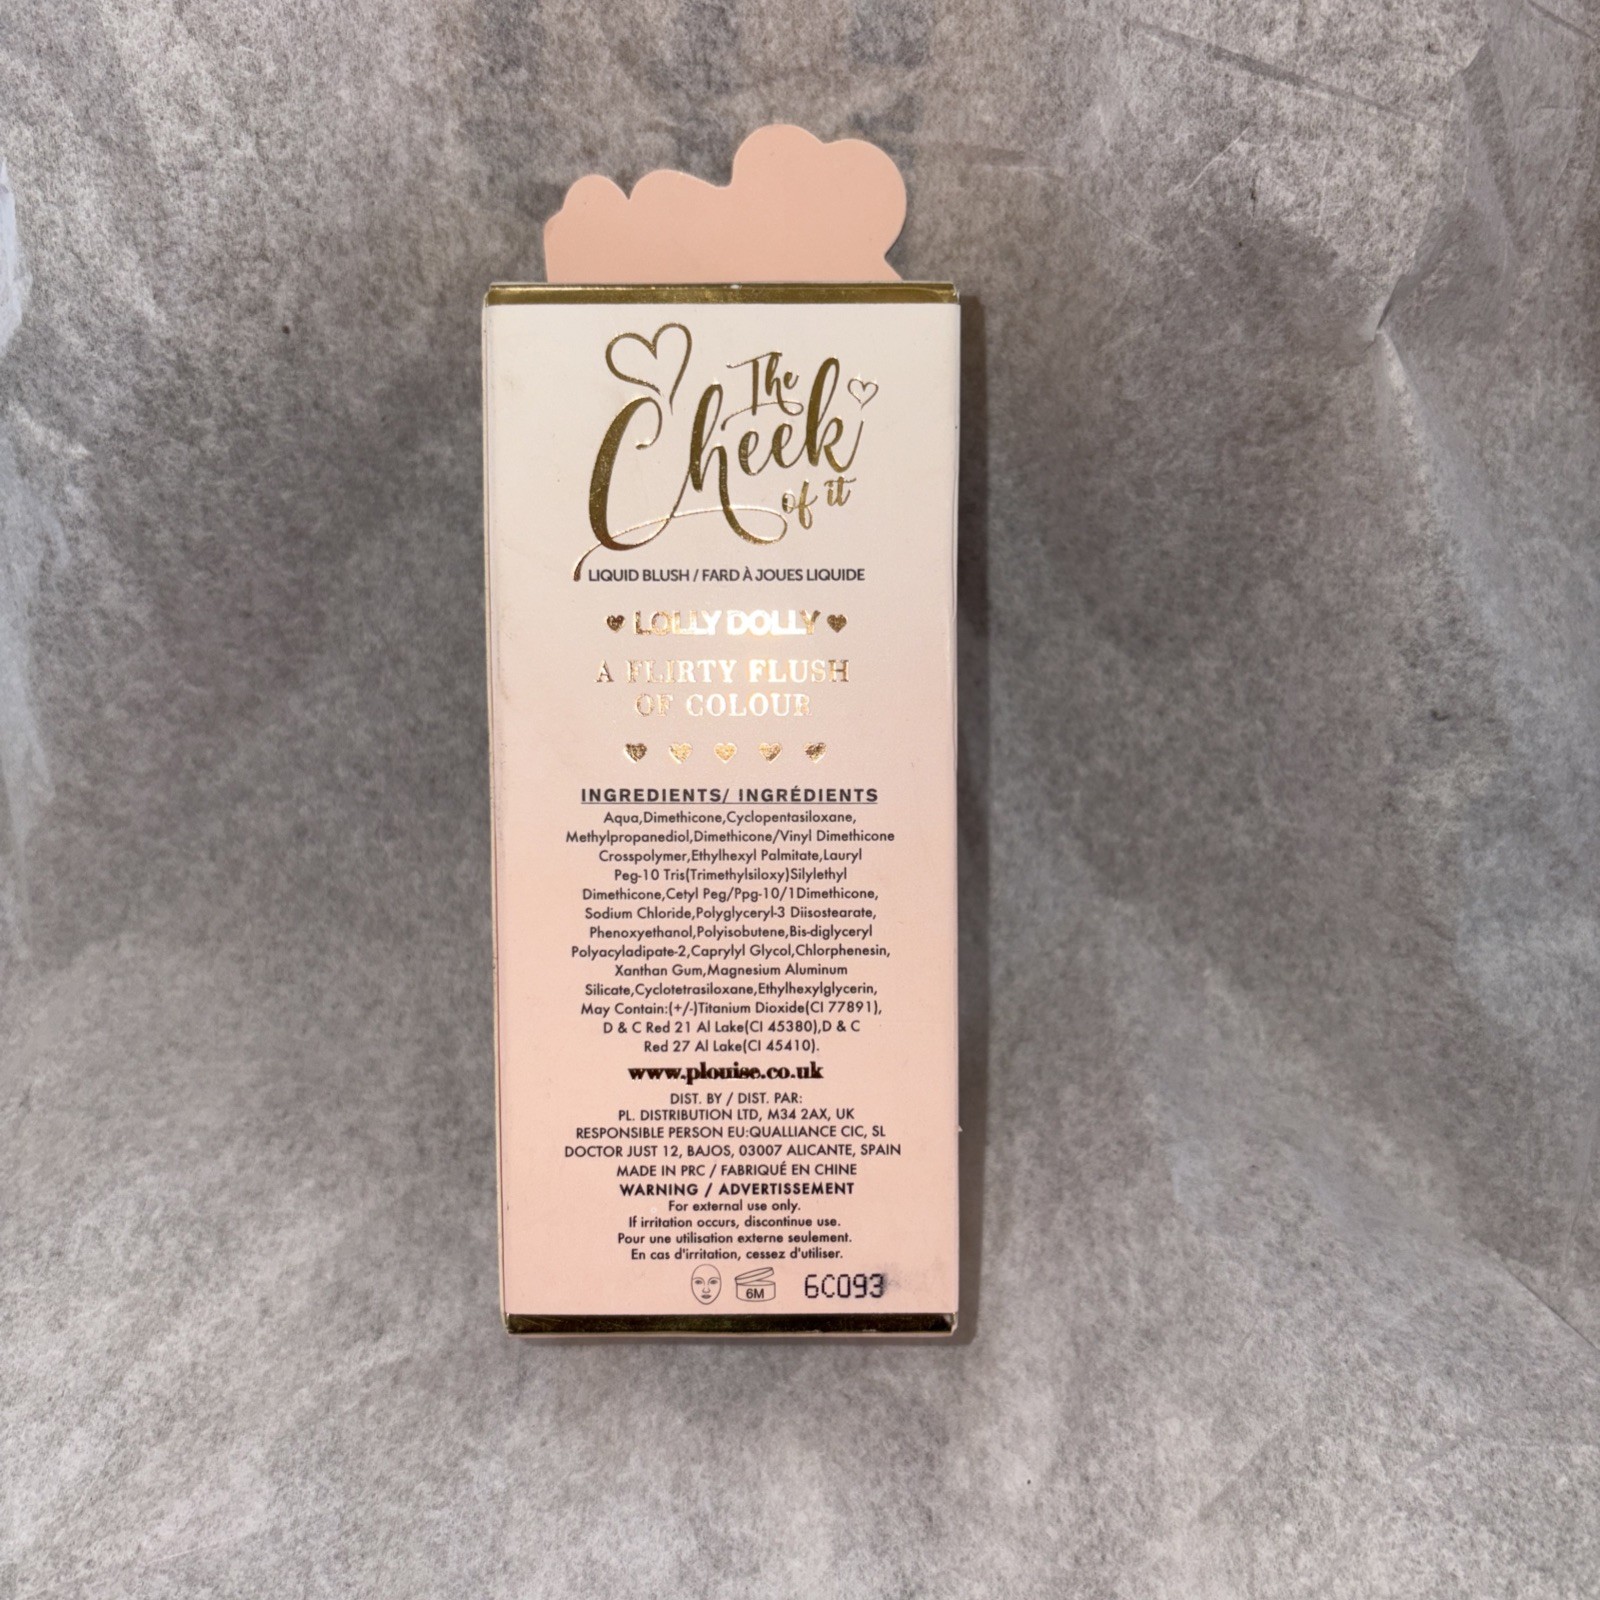 The
Cheek
of it
LIQUID BLUSH / FARD À JOUES LIQUIDE
LOLLY DOLLY
A FLIRTY FLUSH
OF COLOUR
INGREDIENTS/ INGRÉDIENTS
Aqua,Dimethicone,Cyclopentasiloxane,
Methylpropanediol,Dimethicone/Vinyl Dimethicone
Crosspolymer,Ethylhexyl Palmitate,Lauryl
Peg-10 Tris(Trimethylsiloxy)Silylethyl
Dimethicone,Cetyl Peg/Ppg-10/1Dimethicone,
Sodium Chloride,Polyglyceryl-3 Diisostearate,
Phenoxyethanol,Polyisobutene,Bis-diglyceryl
Polyacyladipate-2,Caprylyl Glycol,Chlorphenesin,
Xanthan Gum,Magnesium Aluminum
Silicate,Cyclotetrasiloxane,Ethylhexylglycerin,
May Contain:(+/-)Titanium Dioxide(CI 77891),
D & C Red 21 Al Lake(CI 45380),D & C
Red 27 Al Lake(CI 45410).
www.plouise.co.uk
DIST. BY / DIST. PAR:
PL. DISTRIBUTION LTD, M34 2AX, UK
RESPONSIBLE PERSON EU:QUALLIANCE CIC, SL
DOCTOR JUST 12, BAJOS, 03007 ALICANTE, SPAIN
MADE IN PRC / FABRIQUÉ EN CHINE
WARNING / ADVERTISSEMENT
For external use only.
If irritation occurs, discontinue use.
Pour une utilisation externe seulement.
En cas d'irritation, cessez d'utiliser.
6M 6C093